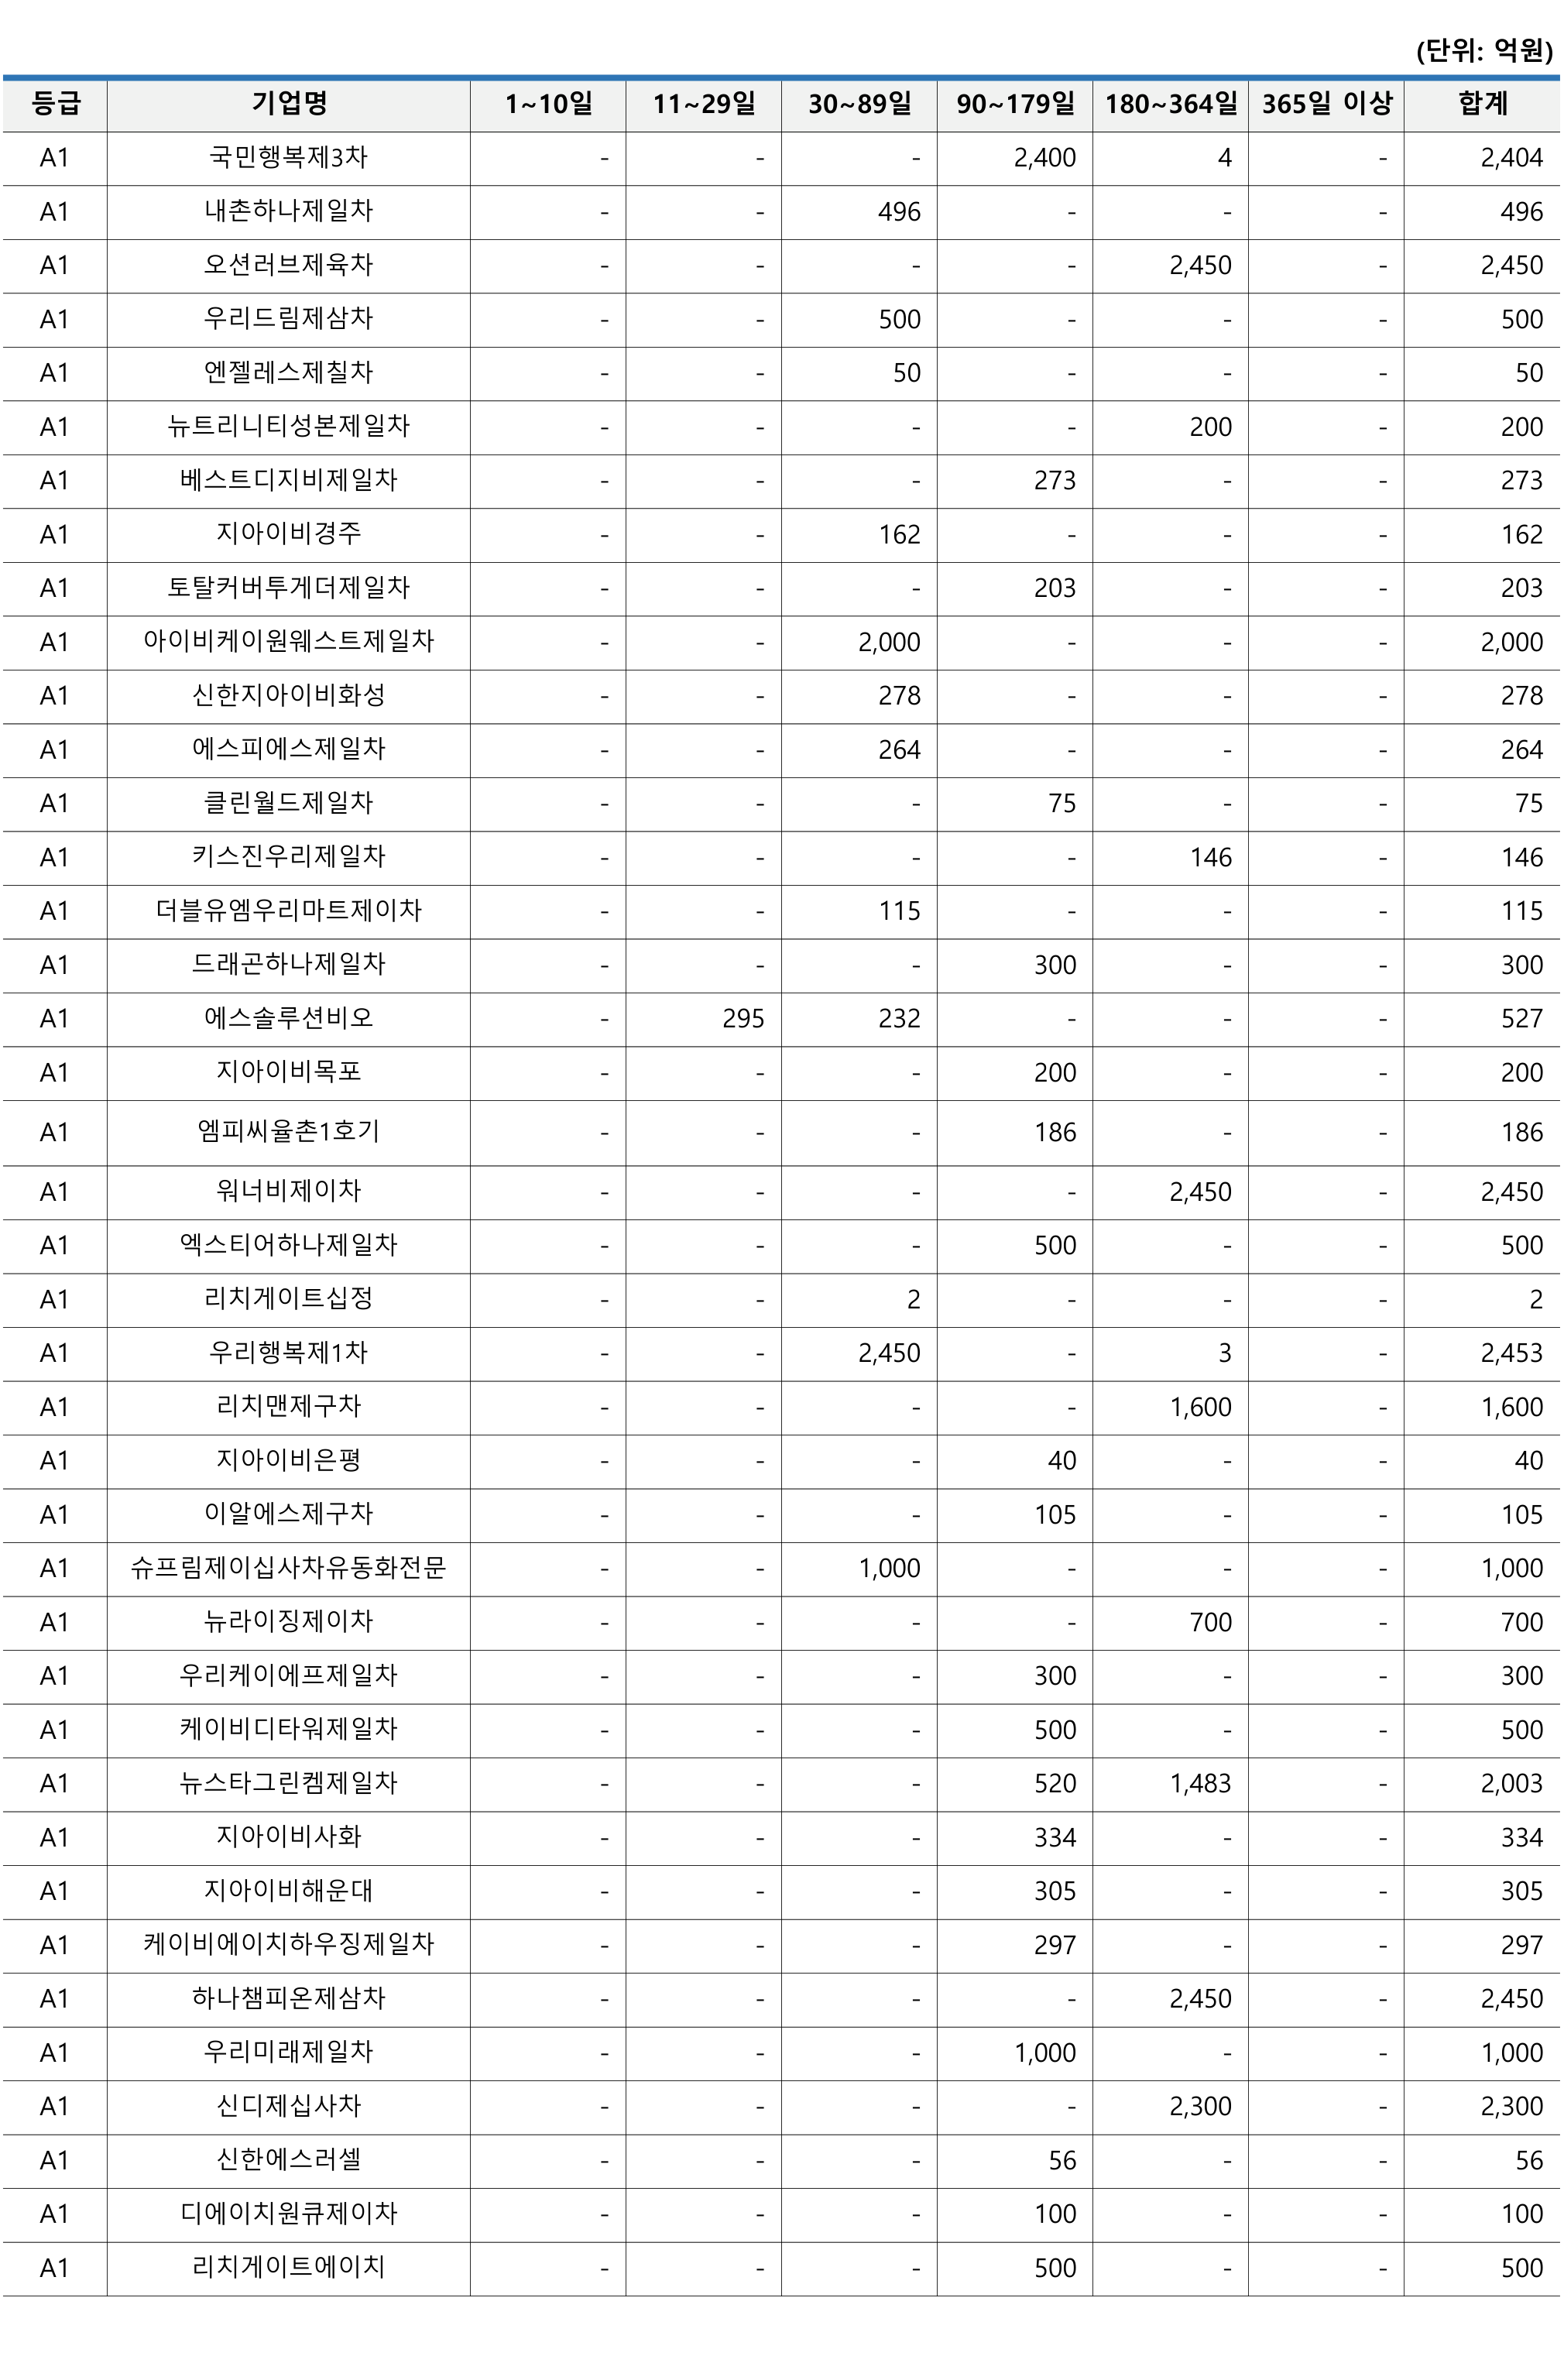 (단위: 억원)
등급 기업명 1~10일 11~29일 30~89일 90~179일 180~364일 365일 이상 합계
A1 국민행복제3차 - - - 2,400 4 - 2,404
A1 내촌하나제일차 - - 496 - - - 496
A1 오션러브제육차 - - - - 2,450 - 2,450
A1 우리드림제삼차 - - 500 - - - 500
A1 엔젤레스제칠차 - - 50 - - - 50
A1 뉴트리니티성본제일차 - - - - 200 - 200
A1 베스트디지비제일차 - - - 273 - - 273
A1 지아이비경주 - - 162 - - - 162
A1 토탈커버투게더제일차 - - - 203 - - 203
A1 아이비케이원웨스트제일차 - - 2,000 - - - 2,000
A1 신한지아이비화성 - - 278 - - - 278
A1 에스피에스제일차 - - 264 - - - 264
A1 클린월드제일차 - - - 75 - - 75
A1 키스진우리제일차 - - - - 146 - 146
A1 더블유엠우리마트제이차 - - 115 - - - 115
A1 드래곤하나제일차 - - - 300 - - 300
A1 에스솔루션비오 - 295 232 - - - 527
A1 지아이비목포 - - - 200 - - 200
A1 엠피씨율촌1호기 - - - 186 - - 186
A1 워너비제이차 - - - - 2,450 - 2,450
A1 엑스티어하나제일차 - - - 500 - - 500
A1 리치게이트십정 - - 2 - - - 2
A1 우리행복제1차 - - 2,450 - 3 - 2,453
A1 리치맨제구차 - - - - 1,600 - 1,600
A1 지아이비은평 - - - 40 - - 40
A1 이알에스제구차 - - - 105 - - 105
A1 슈프림제이십사차유동화전문 - - 1,000 - - - 1,000
A1 뉴라이징제이차 - - - - 700 - 700
A1 우리케이에프제일차 - - - 300 - - 300
A1 케이비디타워제일차 - - - 500 - - 500
A1 뉴스타그린켐제일차 - - - 520 1,483 - 2,003
A1 지아이비사화 - - - 334 - - 334
A1 지아이비해운대 - - - 305 - - 305
A1 케이비에이치하우징제일차 - - - 297 - - 297
A1 하나챔피온제삼차 - - - - 2,450 - 2,450
A1 우리미래제일차 - - - 1,000 - - 1,000
A1 신디제십사차 - - - - 2,300 - 2,300
A1 신한에스러셀 - - - 56 - - 56
A1 디에이치원큐제이차 - - - 100 - - 100
A1 리치게이트에이치 - - - 500 - - 500